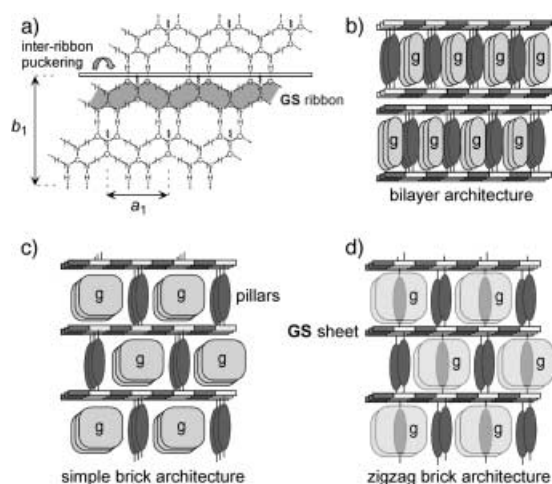 a)
inter-ribbon
puckering
GS ribbon
b₁
a₁
b)
g g g g
g g g g
bilayer architecture
c)
g g
pillars
g g
g g
simple brick architecture
d)
g g
GS sheet
g g
g g
zigzag brick architecture